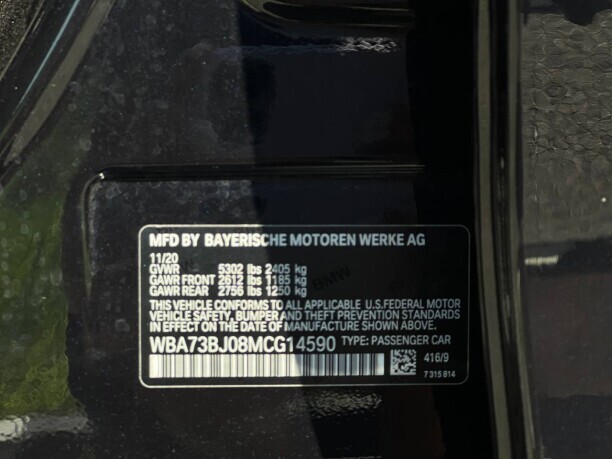 MFD BY BAYERISCHE MOTOREN WERKE AG
11/20
GVWR 5302 lbs 2405 kg
GAWR FRONT 2612 lbs 1185 kg
GAWR REAR 2756 lbs 1250 kg
BMW
THIS VEHICLE CONFORMS TO ALL APPLICABLE U.S.FEDERAL MOTOR
VEHICLE SAFETY, BUMPER AND THEFT PREVENTION STANDARDS
IN EFFECT ON THE DATE OF MANUFACTURE SHOWN ABOVE.
WBA73BJ08MCG14590 TYPE: PASSENGER CAR
416/9
7 315 814